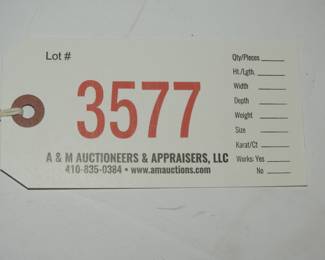 Lot #
3577
A & M AUCTIONEERS & APPRAISERS, LLC
410-835-0384 • www.amauctions.com
Qty/Pieces
Ht./Lgth.
Width
Depth
Weight
Size
Karat/Ct
Works: Yes
No